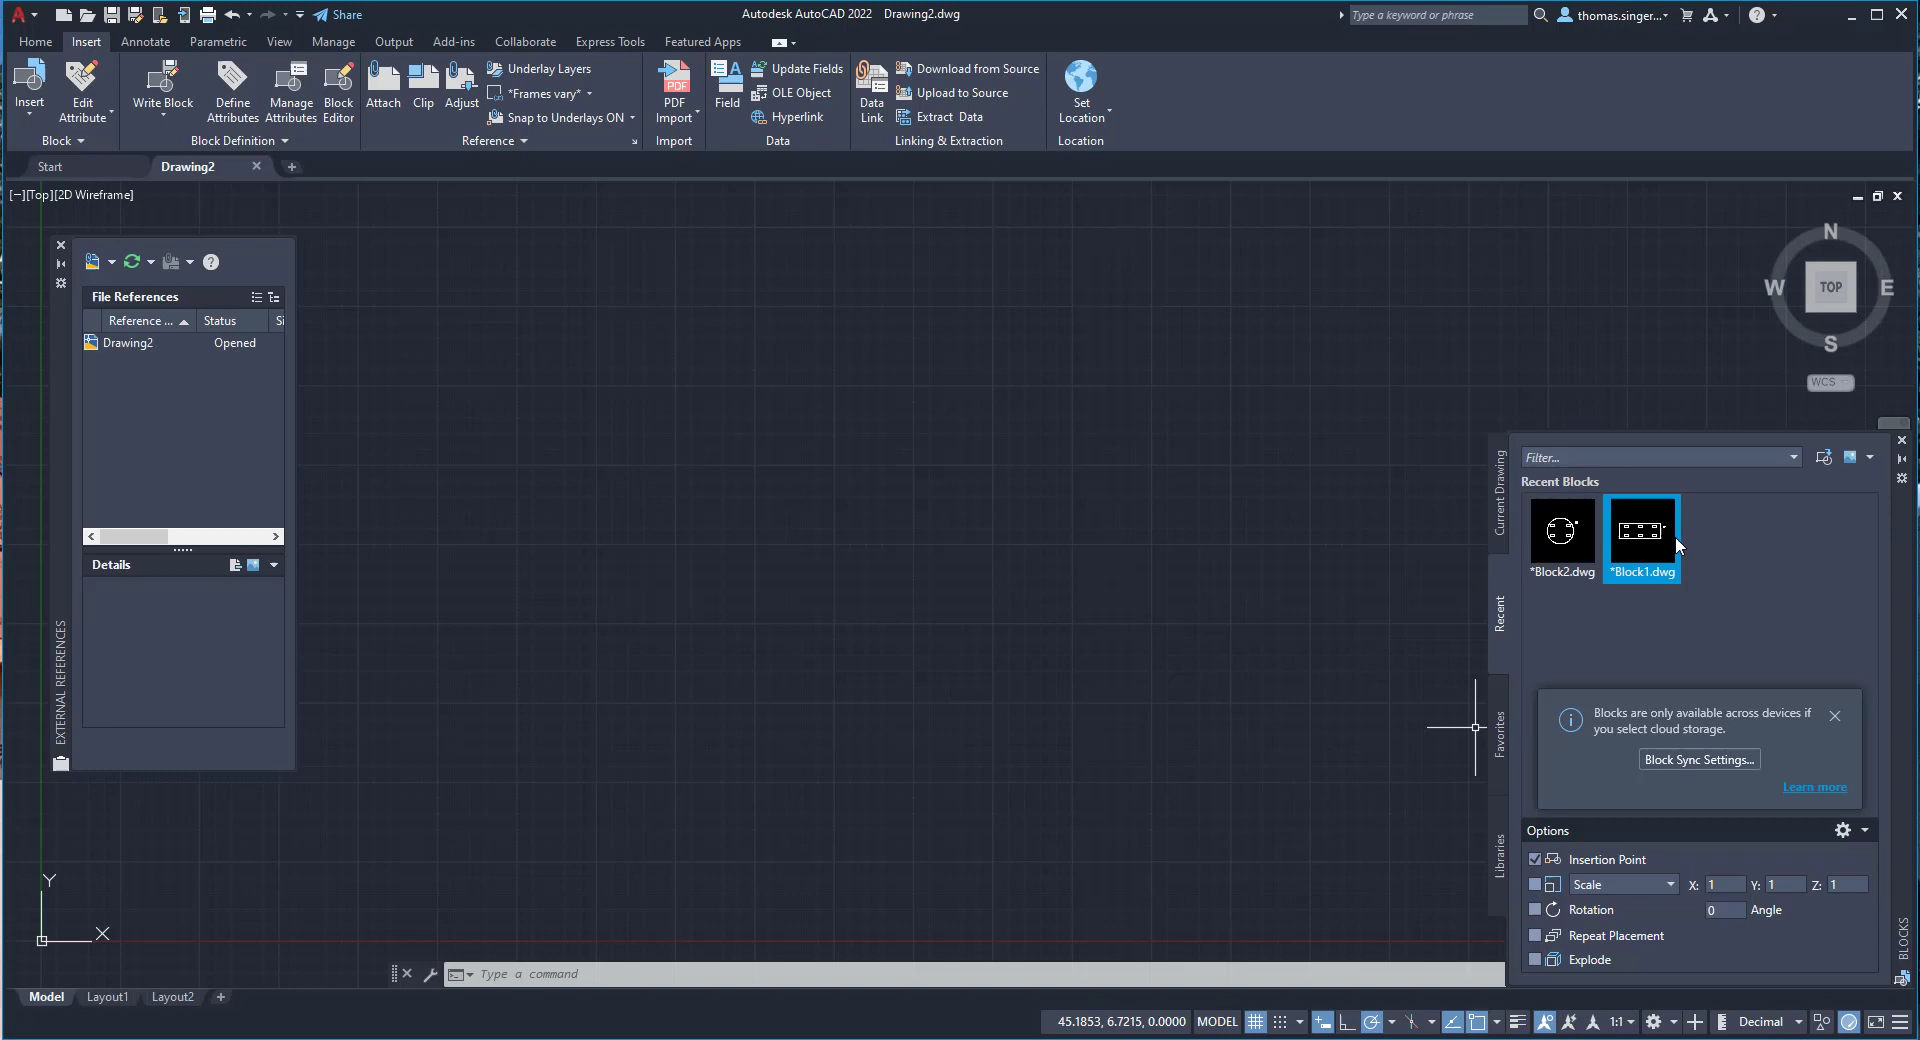 Share
Autodesk AutoCAD 2022 Drawing2.dwg
Type a keyword or phrase
thomas.singer...
Home Insert Annotate Parametric View Manage Output Add-ins Collaborate Express Tools Featured Apps
Insert
Edit
Attribute
Block
Write Block
Define
Attributes
Manage
Attributes
Block
Editor
Block Definition
Attach
Clip
Adjust
Underlay Layers
*Frames vary*
Snap to Underlays ON
Reference
PDF
PDF
Import
Import
A
Field
Update Fields
OLE Object
Hyperlink
Data
Data
Link
Download from Source
Upload to Source
Extract Data
Linking & Extraction
Set
Location
Location
Start
Drawing2
[−][Top][2D Wireframe]
N
W
TOP
E
S
WCS
File References
Reference ... Status Si
Drawing2 Opened
Details
EXTERNAL REFERENCES
Filter...
Recent Blocks
*Block2.dwg
*Block1.dwg
Current Drawing
Recent
Favorites
Libraries
Blocks are only available across devices if
you select cloud storage.
Block Sync Settings...
Learn more
Options
Insertion Point
Scale X: 1 Y: 1 Z: 1
Rotation 0 Angle
Repeat Placement
Explode
BLOCKS
Y
X
Type a command
Model Layout1 Layout2
45.1853, 6.7215, 0.0000 MODEL 1:1 Decimal